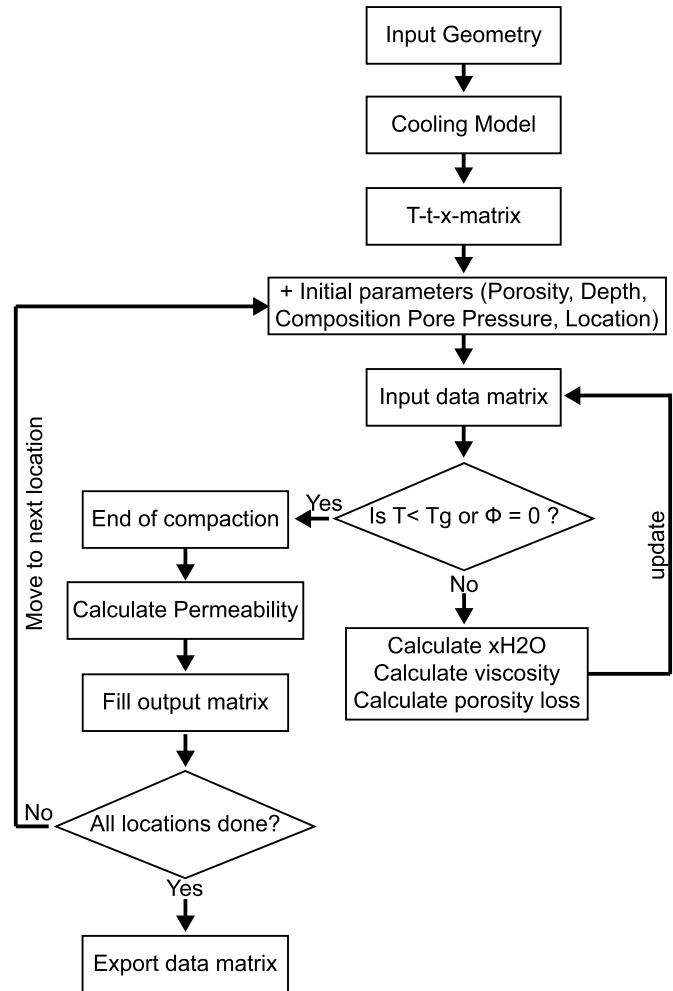 Input Geometry
Cooling Model
T-t-x-matrix
+ Initial parameters (Porosity, Depth,
Composition Pore Pressure, Location)
Input data matrix
Is T< Tg or Φ = 0 ?
Yes
No
End of compaction
Calculate Permeability
Fill output matrix
All locations done?
No
Yes
Export data matrix
Calculate xH2O
Calculate viscosity
Calculate porosity loss
update
Move to next location